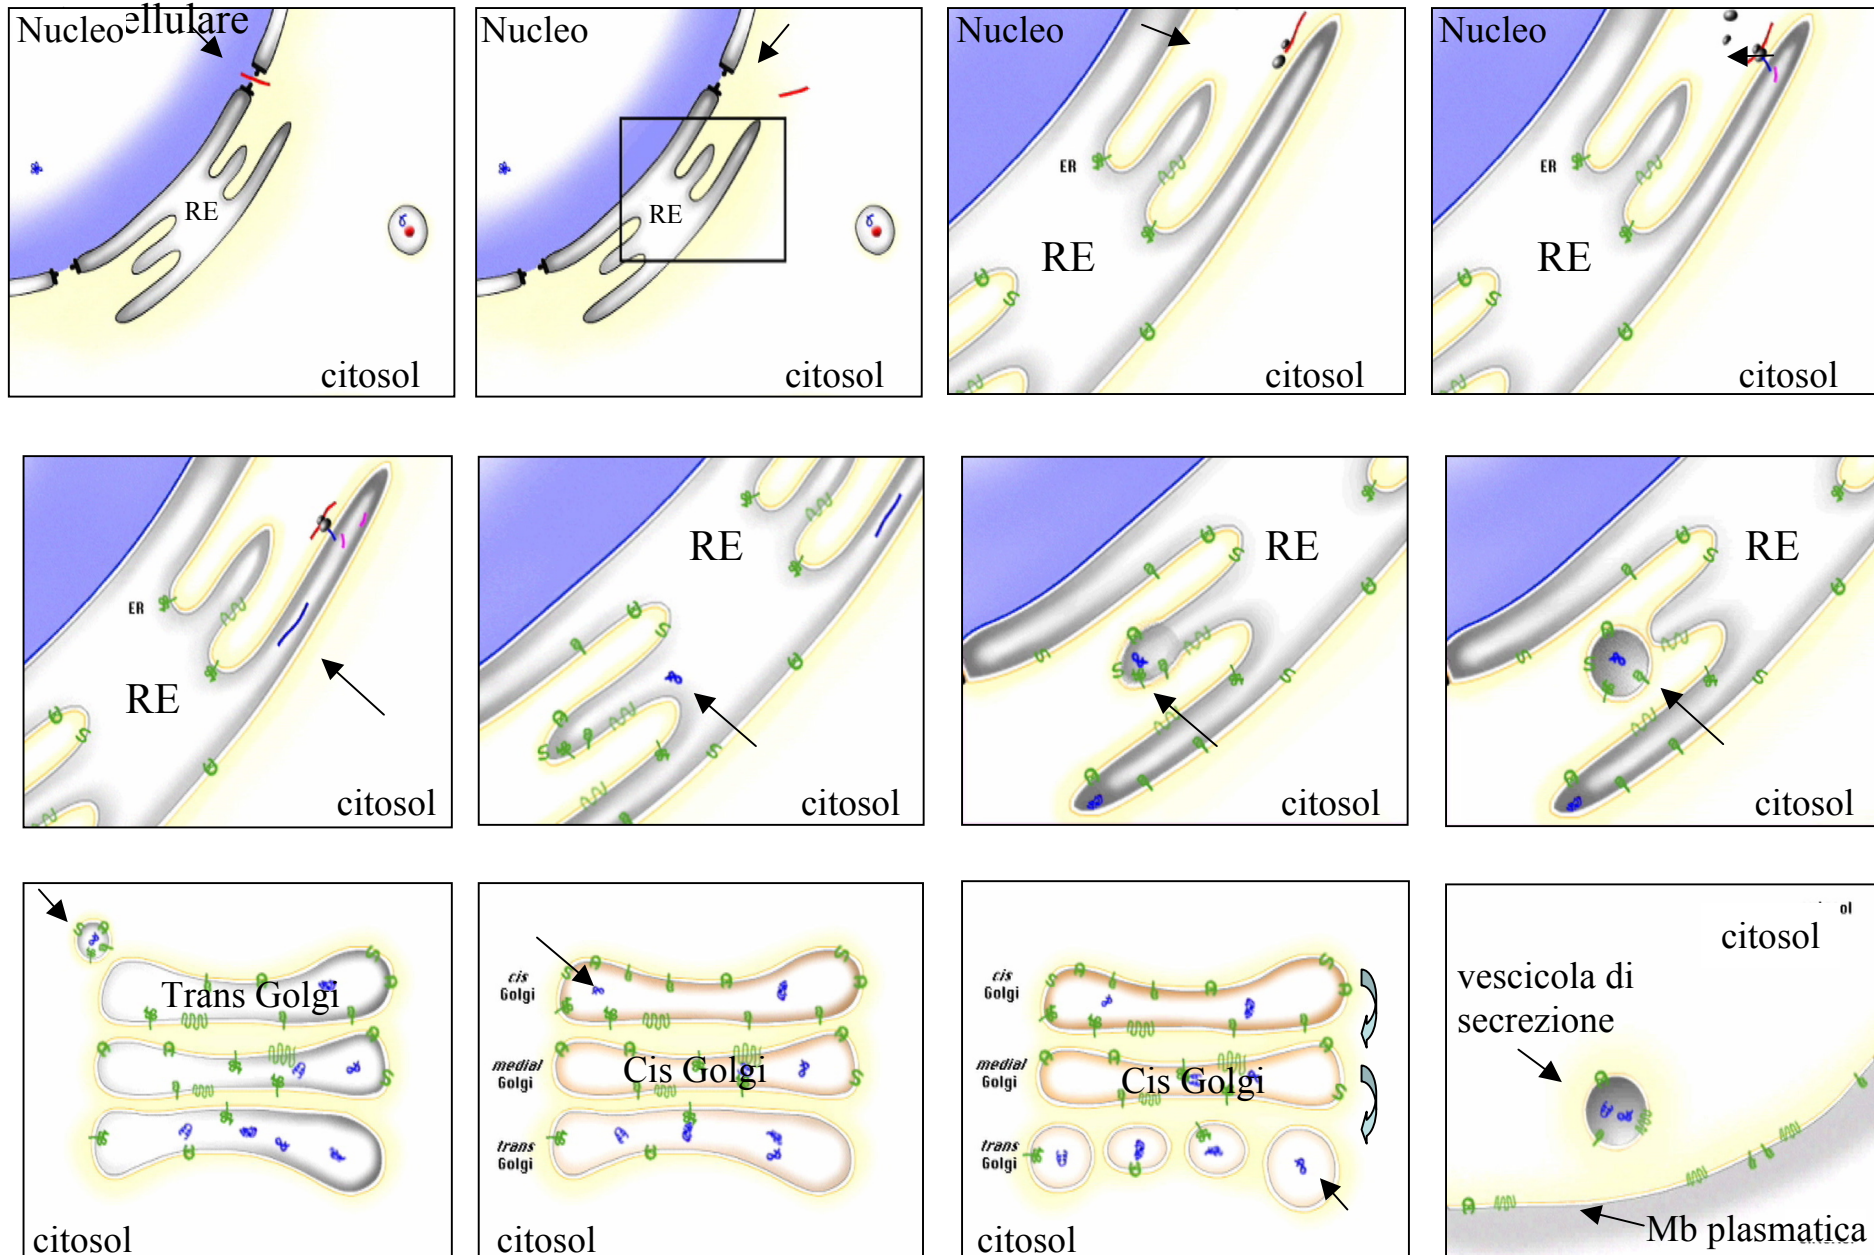 ellulare
Nucleo
RE
citosol
Nucleo
RE
citosol
Nucleo
ER
RE
citosol
Nucleo
ER
RE
citosol
ER
RE
citosol
RE
citosol
RE
citosol
RE
citosol
Trans Golgi
citosol
cis
Golgi
medial
Golgi
Cis Golgi
trans
Golgi
citosol
cis
Golgi
medial
Golgi
Cis Golgi
trans
Golgi
citosol
ol
citosol
vescicola di
secrezione
Mb plasmatica